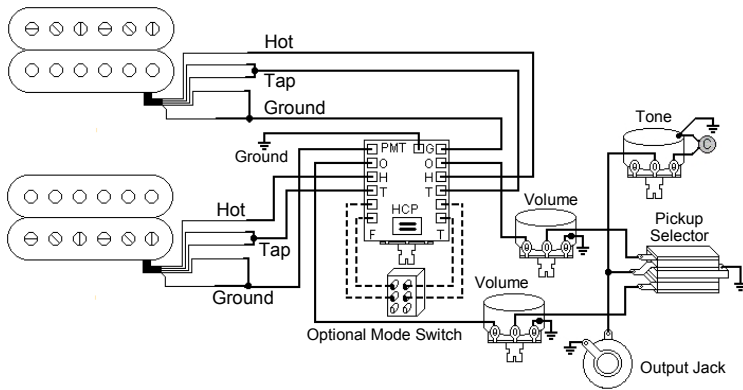 Hot
Tap
Ground
Ground
PMT G
O O
H H
T T
HCP
F T
Hot
Tap
Ground
Optional Mode Switch
Volume
Volume
Tone
C
Pickup
Selector
Output Jack